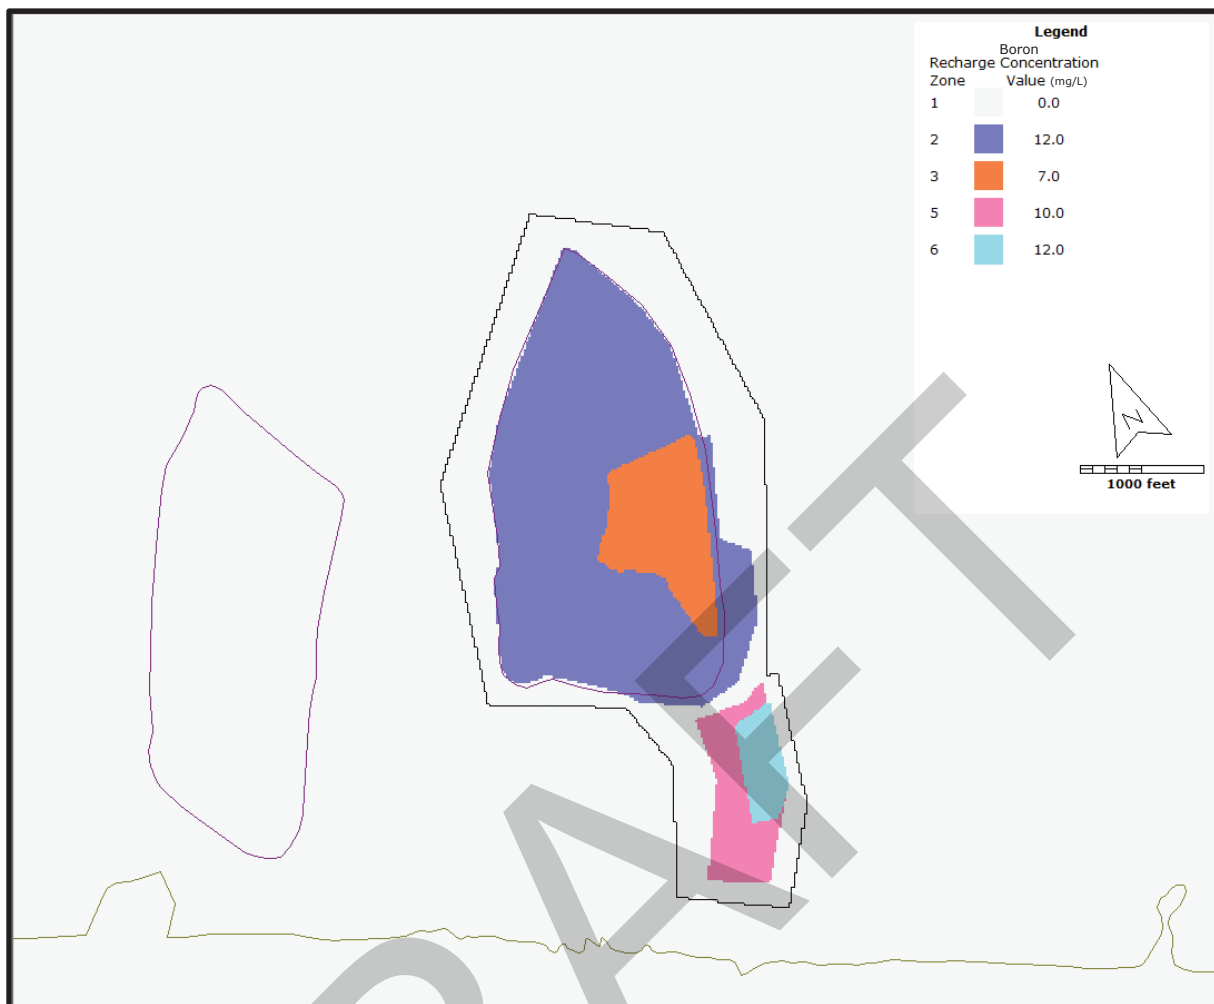 Legend
Boron
Recharge Concentration
Zone Value (mg/L)
1 0.0
2 12.0
3 7.0
5 10.0
6 12.0
N
1000 feet
DRAFT